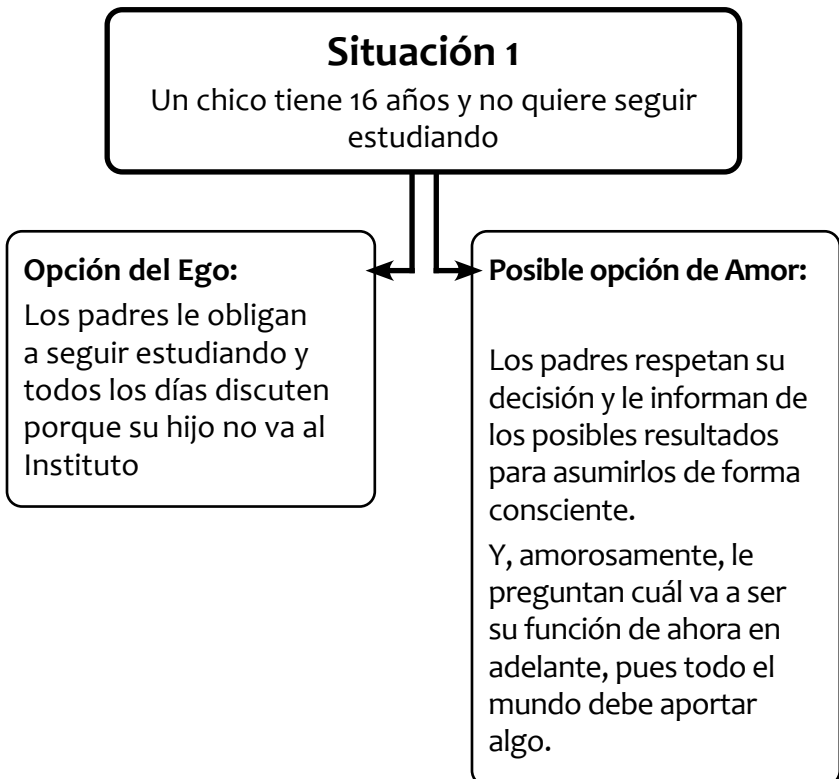 Situación 1
Un chico tiene 16 años y no quiere seguir
estudiando
Opción del Ego:
Los padres le obligan
a seguir estudiando y
todos los días discuten
porque su hijo no va al
Instituto
Posible opción de Amor:
Los padres respetan su
decisión y le informan de
los posibles resultados
para asumirlos de forma
consciente.
Y, amorosamente, le
preguntan cuál va a ser
su función de ahora en
adelante, pues todo el
mundo debe aportar
algo.